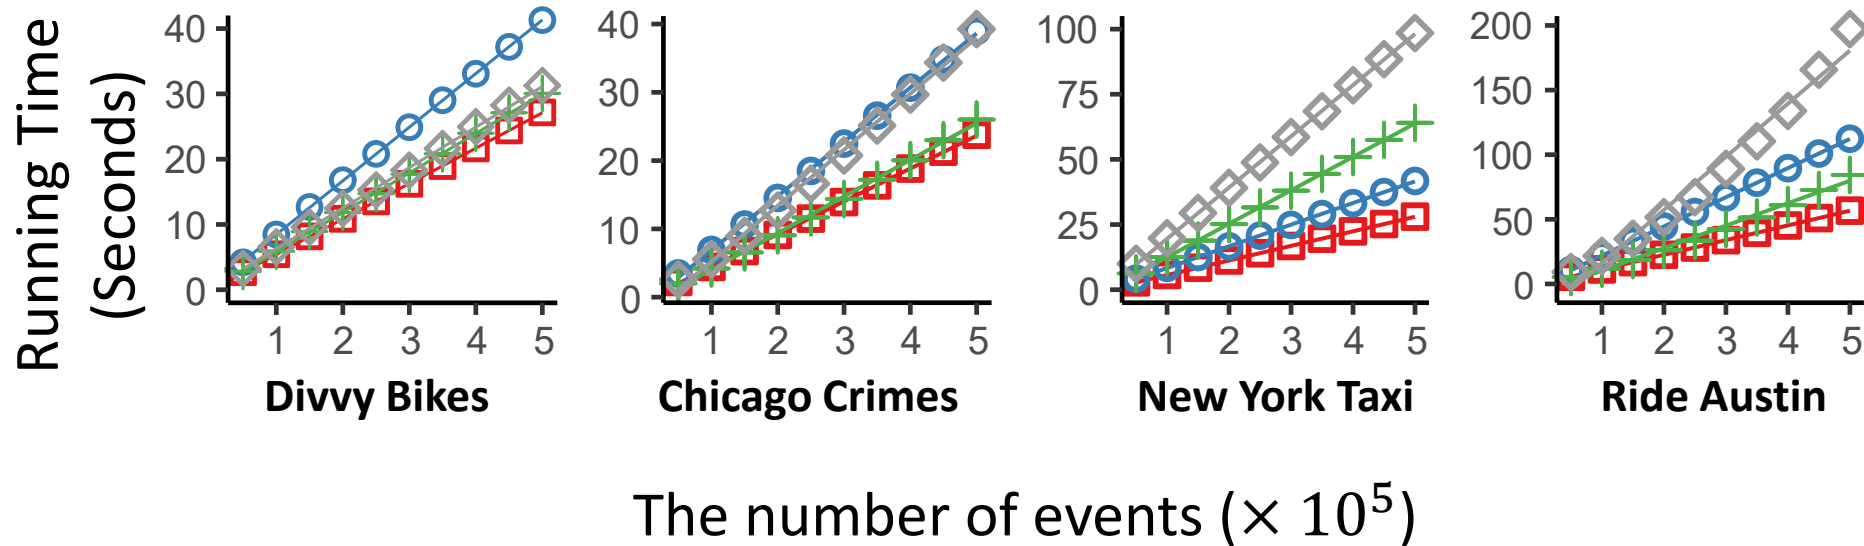 Running Time
(Seconds)
40
30
20
10
0
1 2 3 4 5
Divvy Bikes
40
30
20
10
0
1 2 3 4 5
Chicago Crimes
100
75
50
25
0
1 2 3 4 5
New York Taxi
200
150
100
50
0
1 2 3 4 5
Ride Austin
The number of events (× 10⁵)